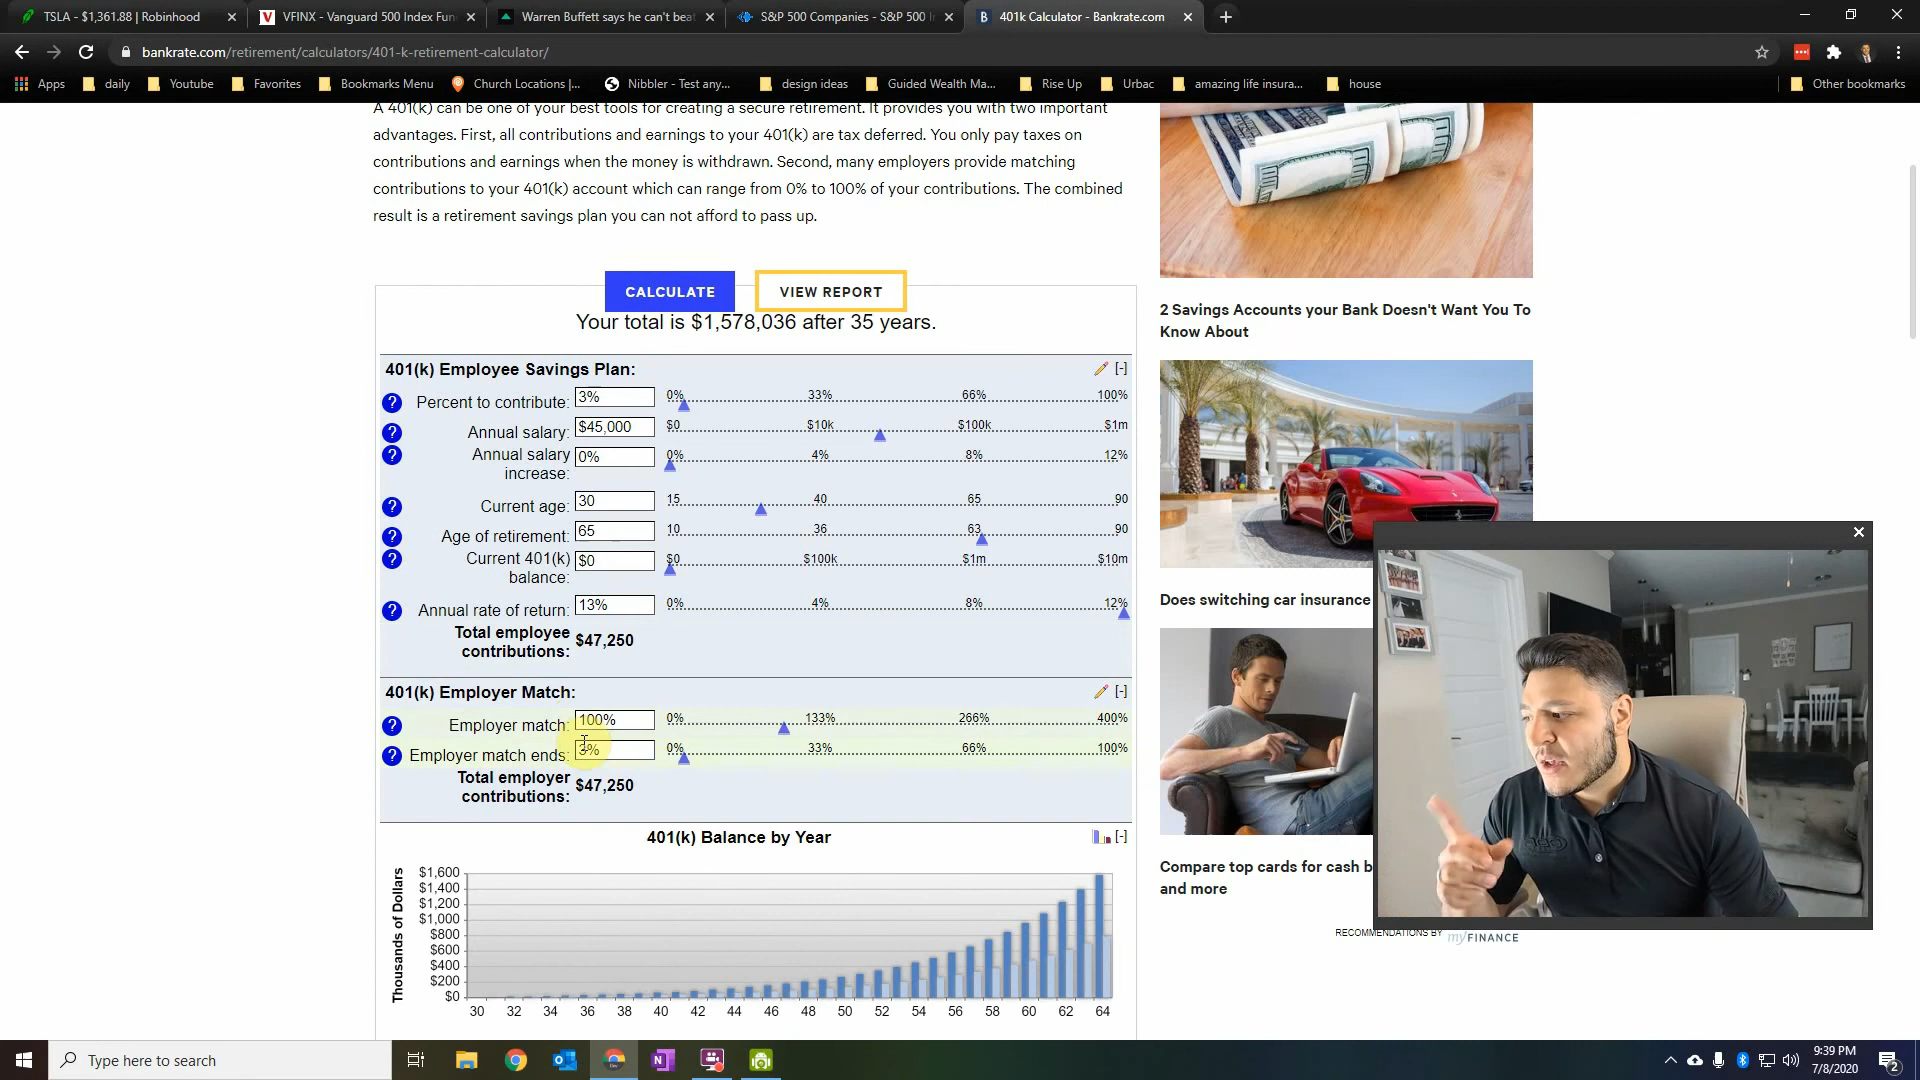 TSLA - $1,361.88 | Robinhood
VFINX - Vanguard 500 Index Fun
Warren Buffett says he can't beat
S&P 500 Companies - S&P 500 I
401k Calculator - Bankrate.com
bankrate.com/retirement/calculators/401-k-retirement-calculator/
Apps daily Youtube Favorites Bookmarks Menu Church Locations |... Nibbler - Test any... design ideas Guided Wealth Ma... Rise Up Urbac amazing life insura... house Other bookmarks
A 401(k) can be one of your best tools for creating a secure retirement. It provides you with two important
advantages. First, all contributions and earnings to your 401(k) are tax deferred. You only pay taxes on
contributions and earnings when the money is withdrawn. Second, many employers provide matching
contributions to your 401(k) account which can range from 0% to 100% of your contributions. The combined
result is a retirement savings plan you can not afford to pass up.
CALCULATE VIEW REPORT
Your total is $1,578,036 after 35 years.
401(k) Employee Savings Plan: [-]
? Percent to contribute: 3% 0% 33% 66% 100%
? Annual salary: $45,000 $0 $10k $100k $1m
? Annual salary
increase: 0% 0% 4% 8% 12%
? Current age: 30 15 40 65 90
? Age of retirement: 65 10 36 63 90
? Current 401(k)
balance: $0 $0 $100k $1m $10m
? Annual rate of return: 13% 0% 4% 8% 12%
Total employee
contributions: $47,250
401(k) Employer Match: [-]
? Employer match: 100% 0% 133% 266% 400%
? Employer match ends: 3% 0% 33% 66% 100%
Total employer
contributions: $47,250
401(k) Balance by Year [-]
Thousands of Dollars
$1,600
$1,400
$1,200
$1,000
$800
$600
$400
$200
$0
30 32 34 36 38 40 42 44 46 48 50 52 54 56 58 60 62 64
2 Savings Accounts your Bank Doesn't Want You To
Know About
Does switching car insurance
Compare top cards for cash b
and more
RECOMMENDATIONS BY myFINANCE
Type here to search
9:39 PM
7/8/2020
2